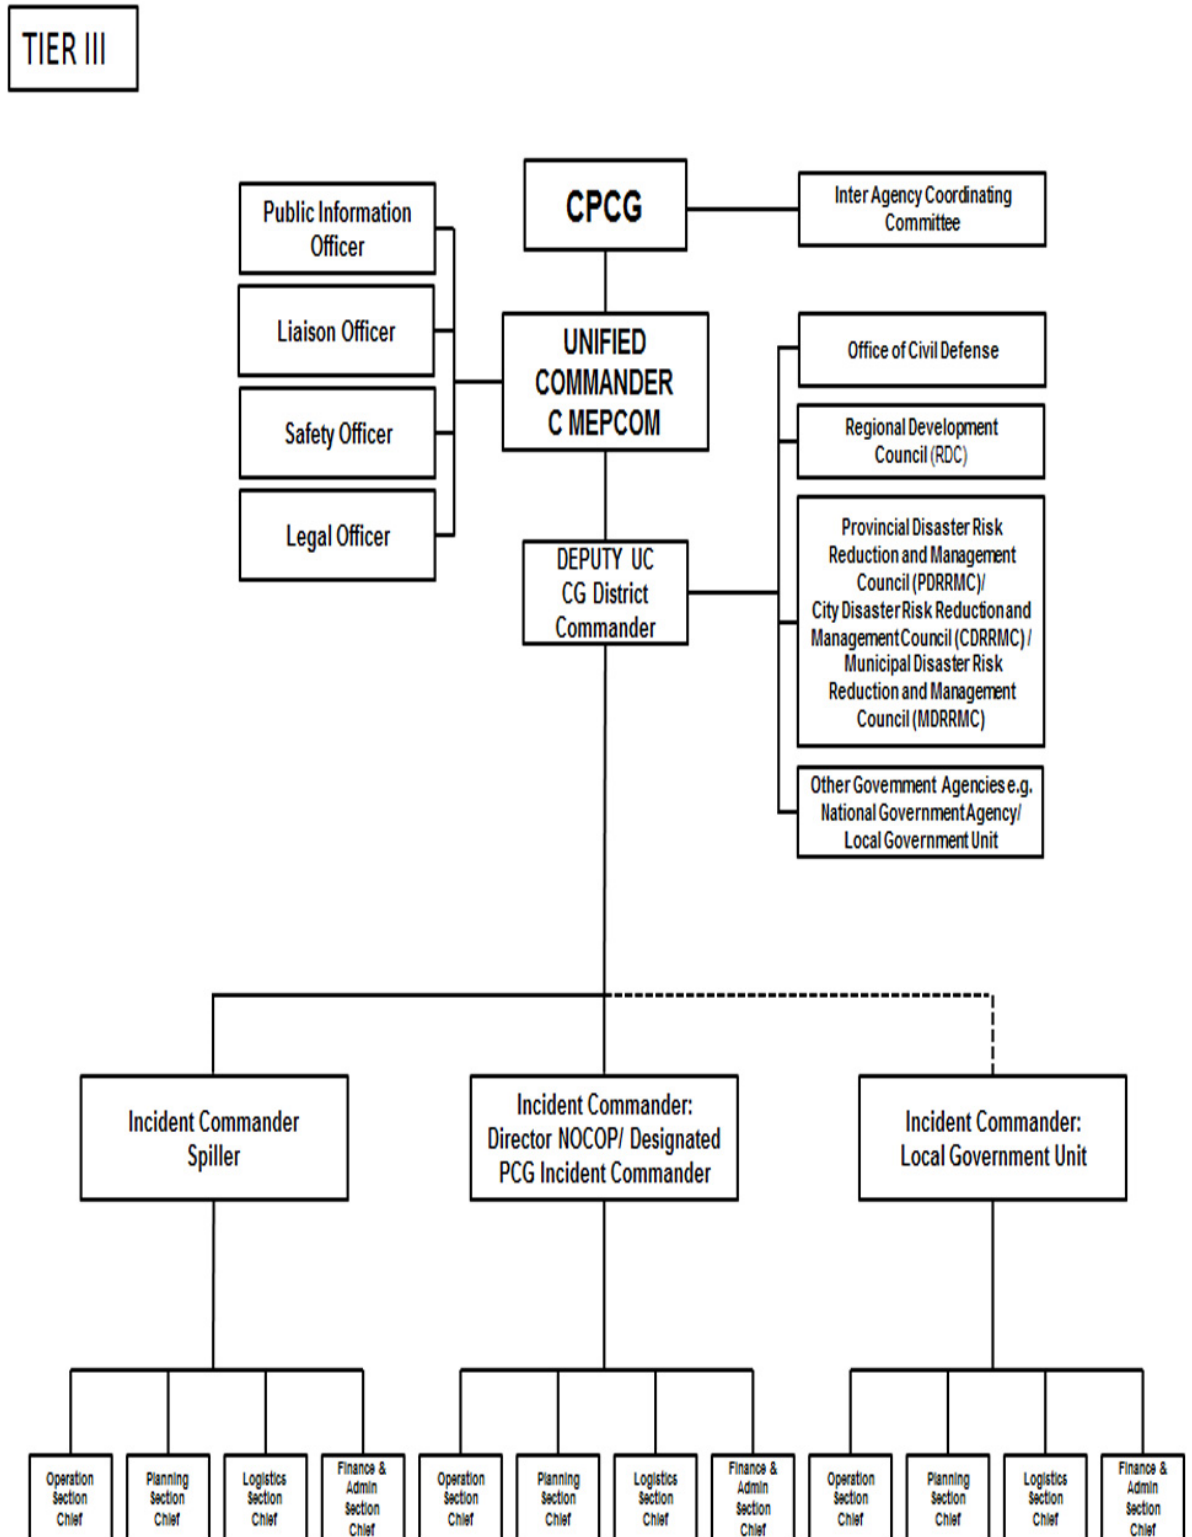 TIER III
CPCG
Inter Agency Coordinating
Committee
Public Information
Officer
Liaison Officer
Safety Officer
Legal Officer
UNIFIED
COMMANDER
C MEPCOM
Office of Civil Defense
Regional Development
Council (RDC)
Provincial Disaster Risk
Reduction and Management
Council (PDRRMC)/
City Disaster Risk Reduction and
Management Council (CDRRMC) /
Municipal Disaster Risk
Reduction and Management
Council (MDRRMC)
Other Government Agencies e.g.
National Government Agency/
Local Government Unit
DEPUTY UC
CG District
Commander
Incident Commander
Spiller
Incident Commander:
Director NOCOP/ Designated
PCG Incident Commander
Incident Commander:
Local Government Unit
Operation
Section
Chief
Planning
Section
Chief
Logistics
Section
Chief
Finance &
Admin
Section
Chief
Operation
Section
Chief
Planning
Section
Chief
Logistics
Section
Chief
Finance &
Admin
Section
Chief
Operation
Section
Chief
Planning
Section
Chief
Logistics
Section
Chief
Finance &
Admin
Section
Chief